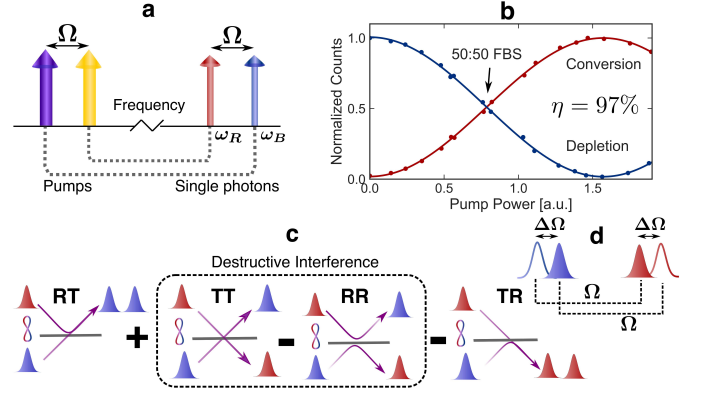 a
Ω
Ω
Frequency
ω_R
ω_B
Pumps
Single photons
b
Normalized Counts
1.0
0.5
0.0
50:50 FBS
Conversion
η = 97%
Depletion
0.0
0.5
1.0
1.5
Pump Power [a.u.]
c
Destructive Interference
RT
+
TT
-
RR
-
TR
d
ΔΩ
ΔΩ
Ω
Ω